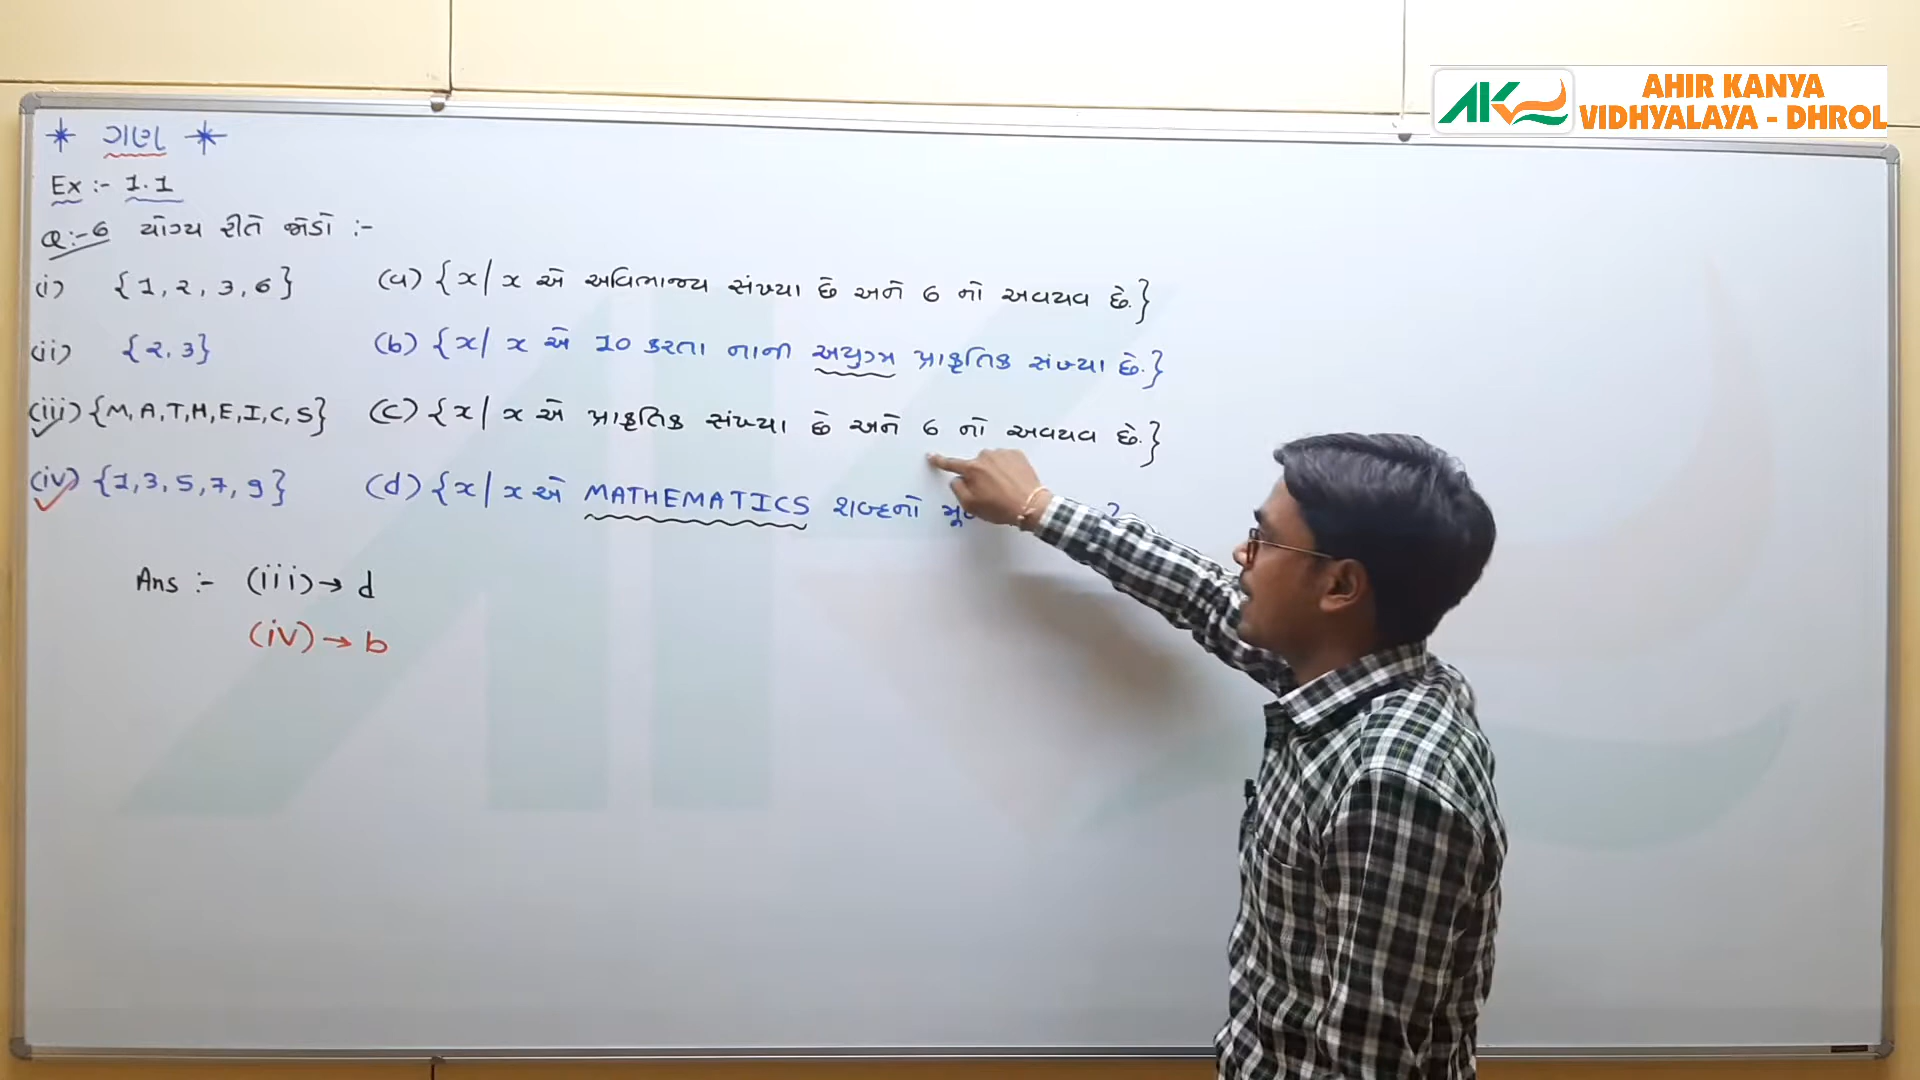 AHIR KANYA
VIDHYALAYA - DHROL
ગણ
Ex :- 1.1
Q:-6 યોગ્ય રીતે જોડો :-
(i) {1, 2, 3, 6} (a) {x| x એ અવિભાજ્ય સંખ્યા છે અને 6 નો અવયવ છે.}
(ii) {2, 3} (b) {x| x એ 10 કરતા નાની અયુગ્મ પ્રાકૃતિક સંખ્યા છે.}
(iii) {M, A, T, H, E, I, C, S} (c) {x| x એ પ્રાકૃતિક સંખ્યા છે અને 6 નો અવયવ છે.}
(iv) {1, 3, 5, 7, 9} (d) {x| x એ MATHEMATICS શબ્દનો
Ans :- (iii) → d
(iv) → b